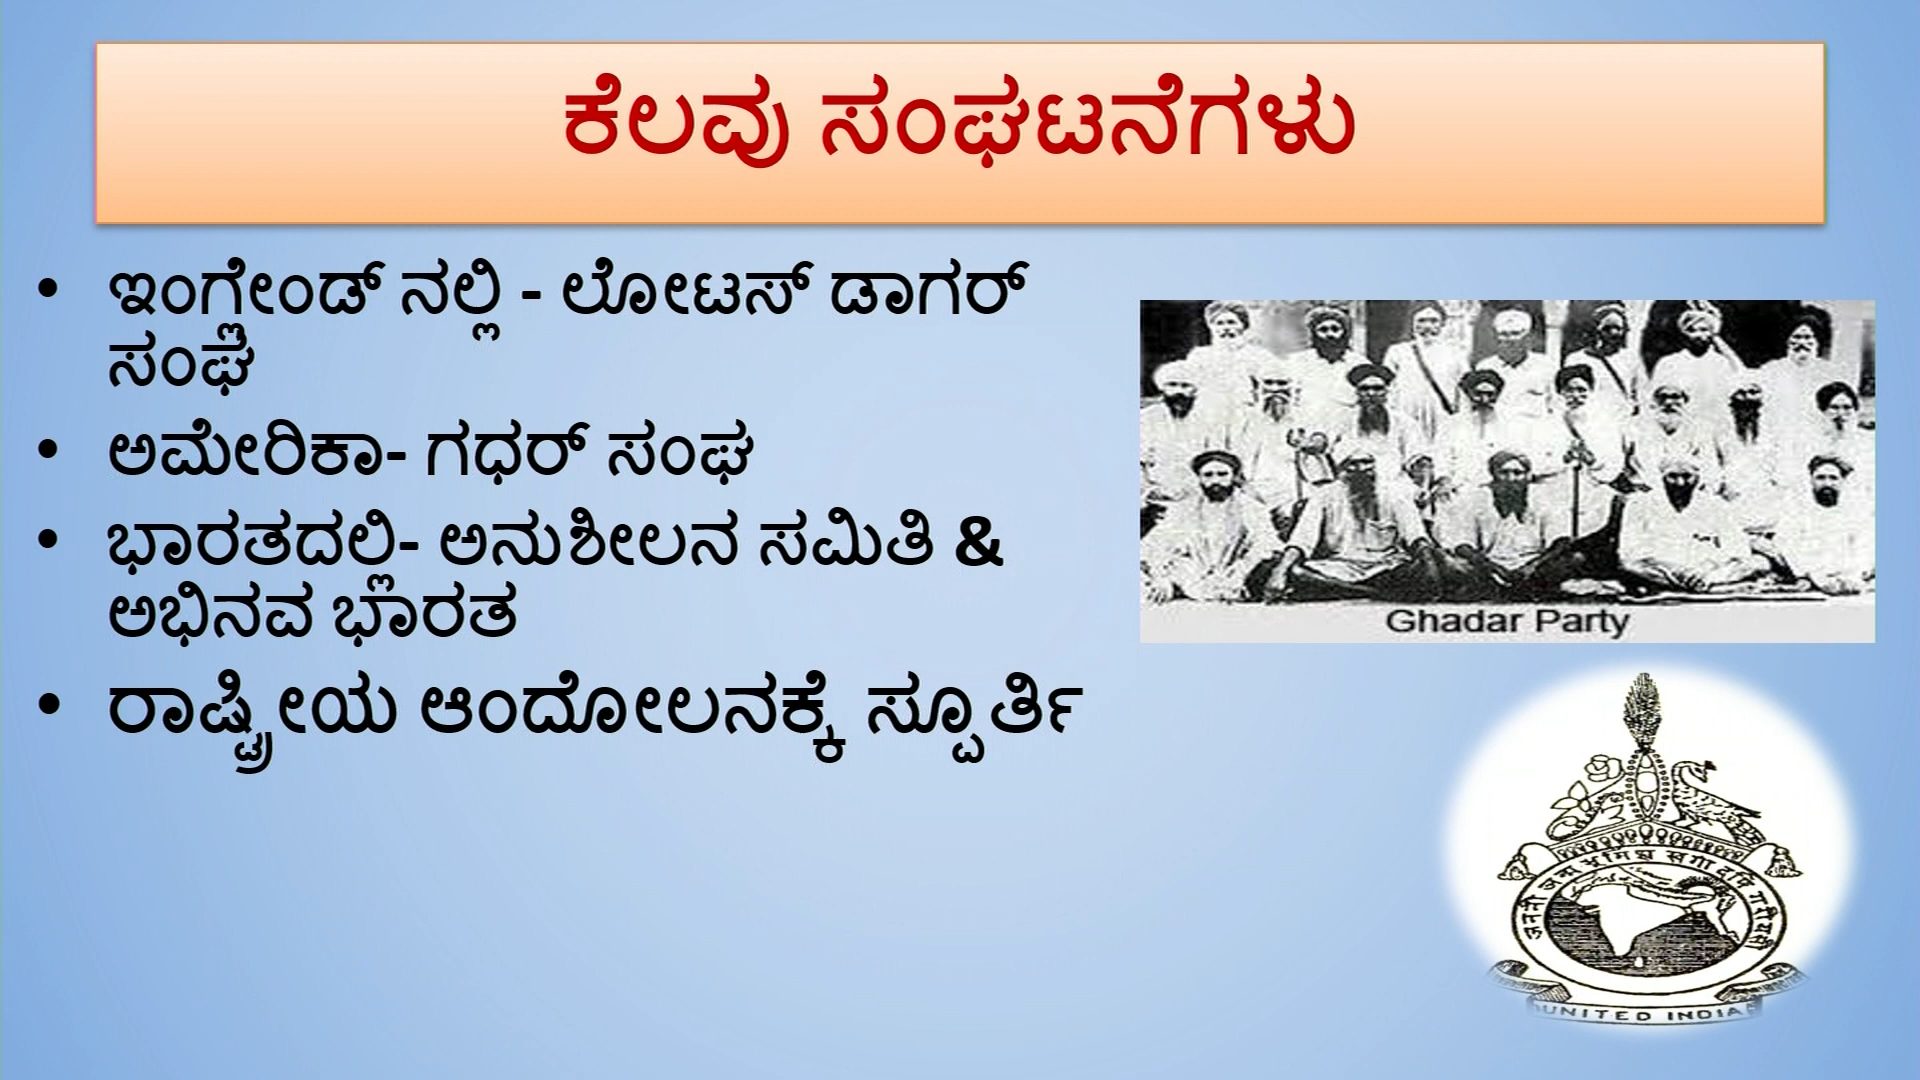 ಕೆಲವು ಸಂಘಟನೆಗಳು
• ಇಂಗ್ಲೇಂಡ್ ನಲ್ಲಿ - ಲೋಟಸ್ ಡಾಗರ್
ಸಂಘ
• ಅಮೇರಿಕಾ- ಗಧರ್ ಸಂಘ
• ಭಾರತದಲ್ಲಿ- ಅನುಶೀಲನ ಸಮಿತಿ &
ಅಭಿನವ ಭಾರತ
• ರಾಷ್ಟ್ರೀಯ ಆಂದೋಲನಕ್ಕೆ ಸ್ಪೂರ್ತಿ
Ghadar Party
UNITED INDIA